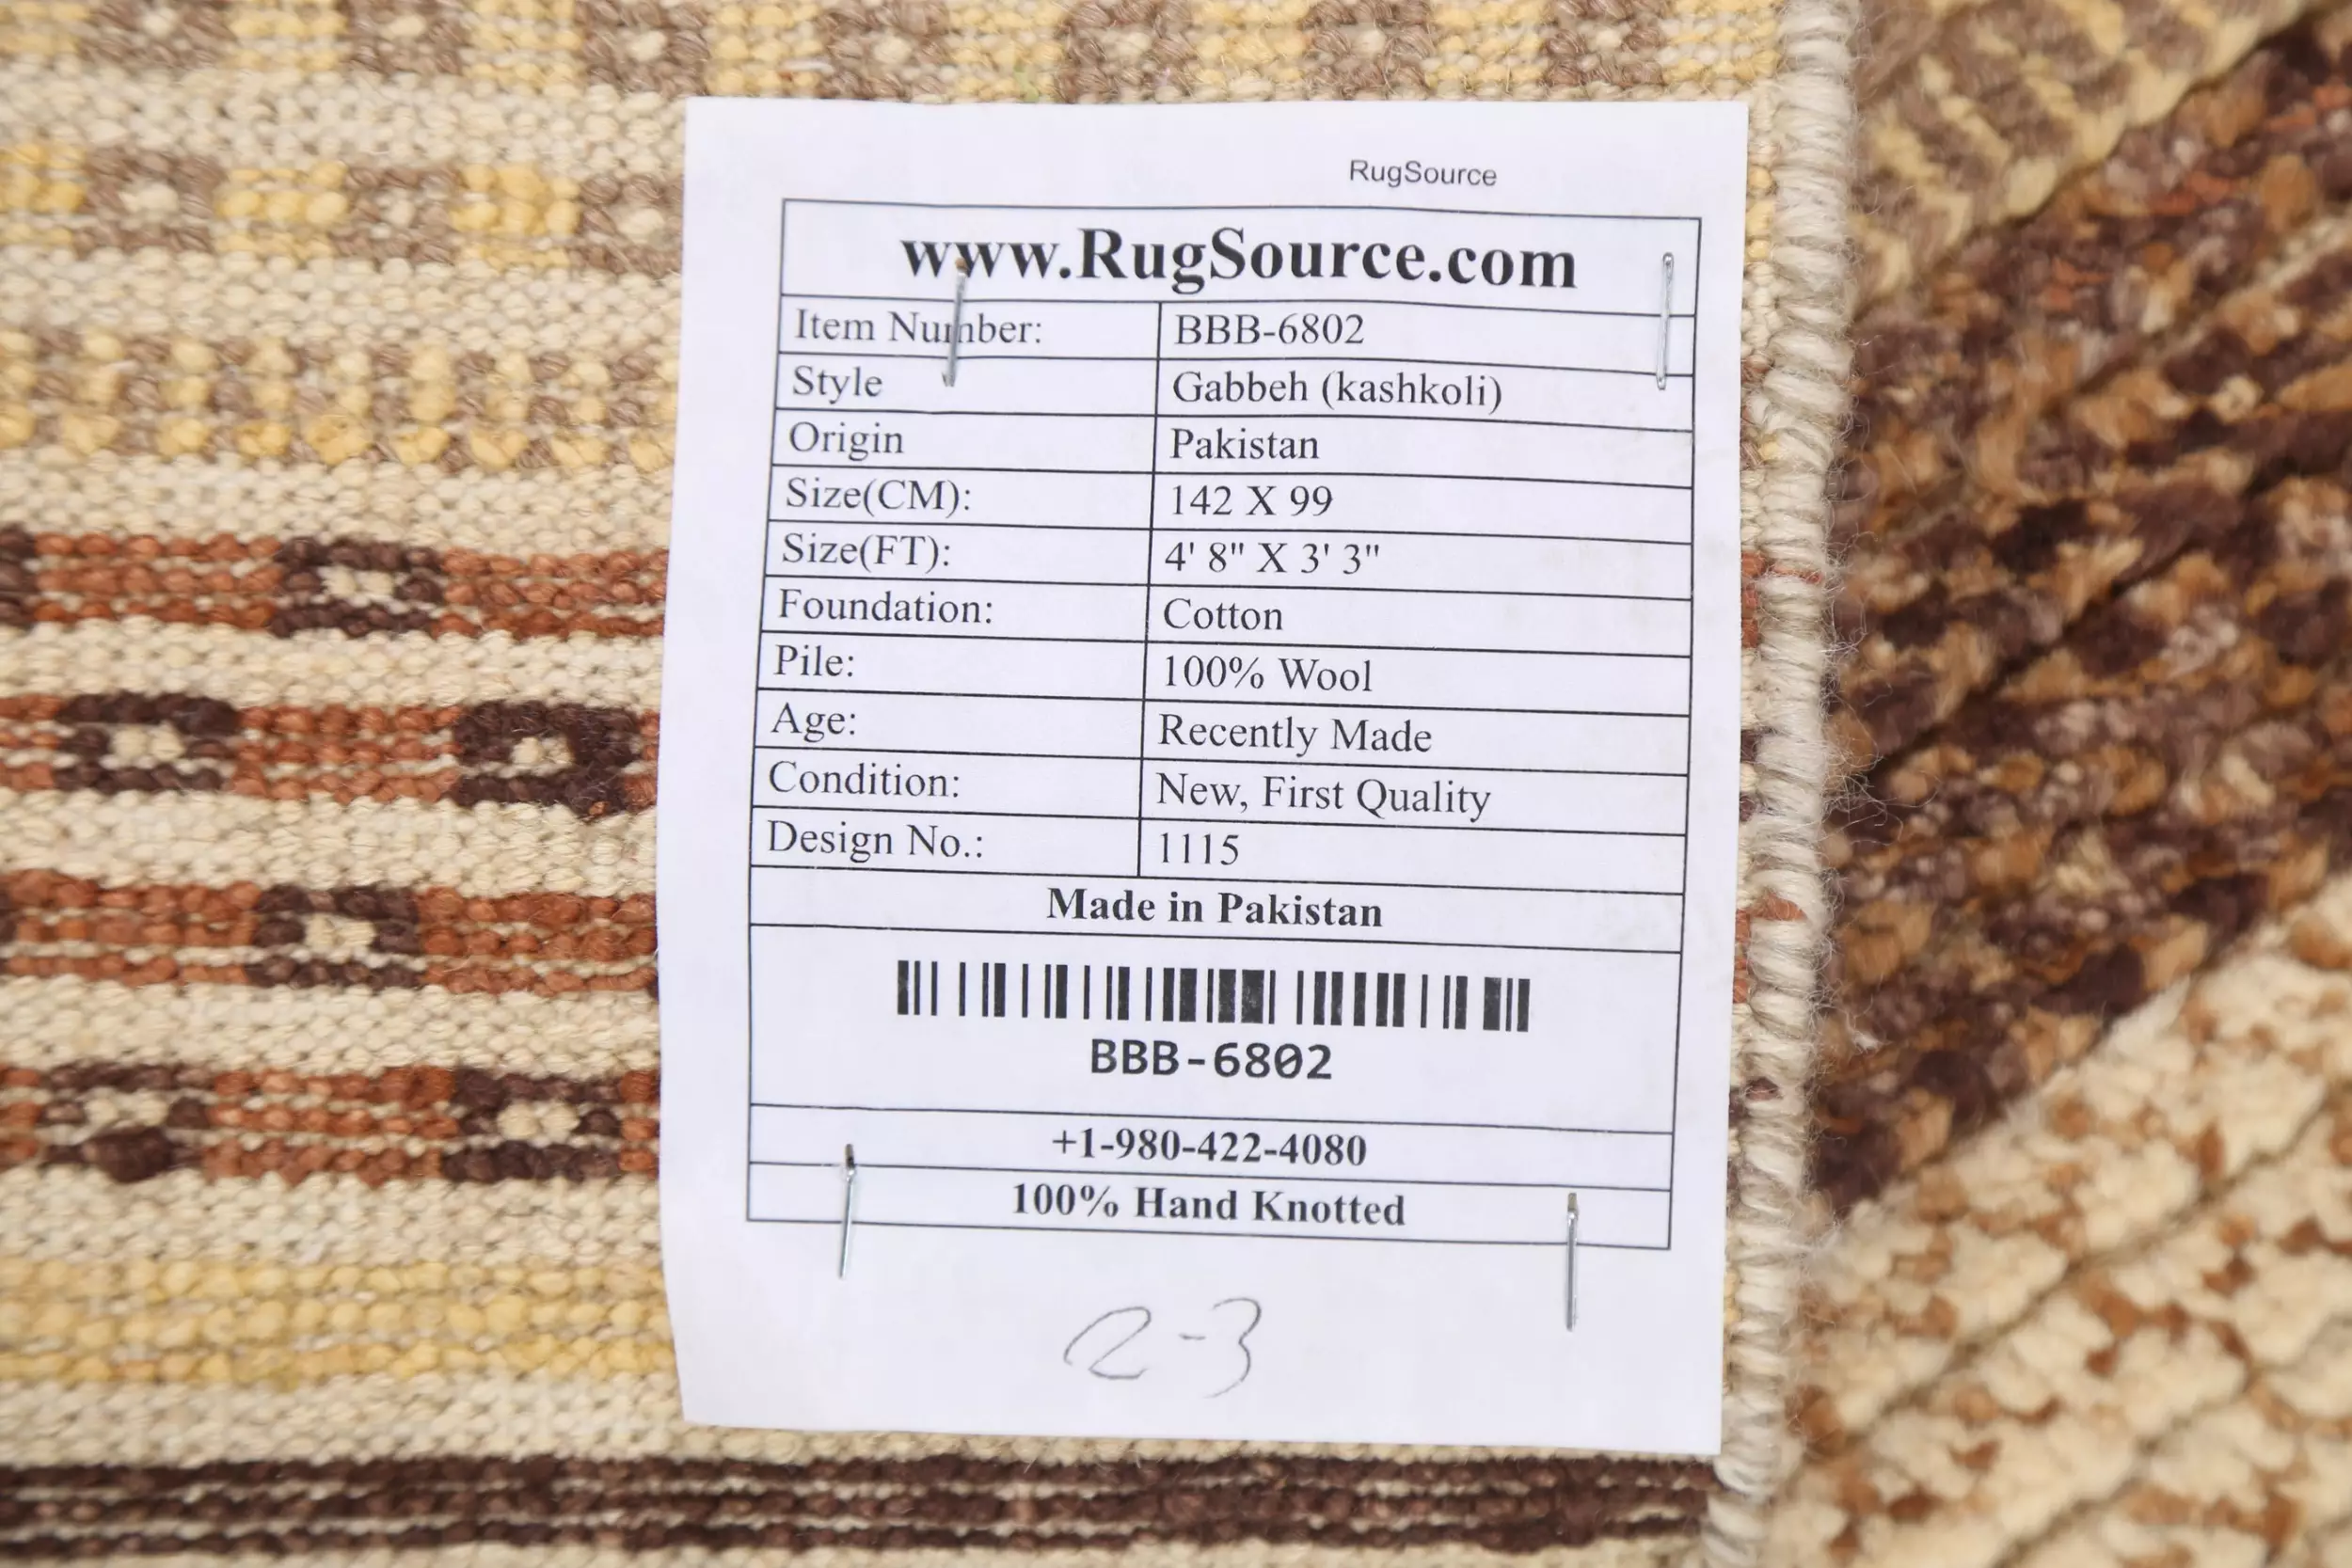 RugSource
www.RugSource.com
Item Number: BBB-6802
Style Gabbeh (kashkoli)
Origin Pakistan
Size(CM): 142 X 99
Size(FT): 4' 8" X 3' 3"
Foundation: Cotton
Pile: 100% Wool
Age: Recently Made
Condition: New, First Quality
Design No.: 1115
Made in Pakistan
BBB-6802
+1-980-422-4080
100% Hand Knotted
2-3